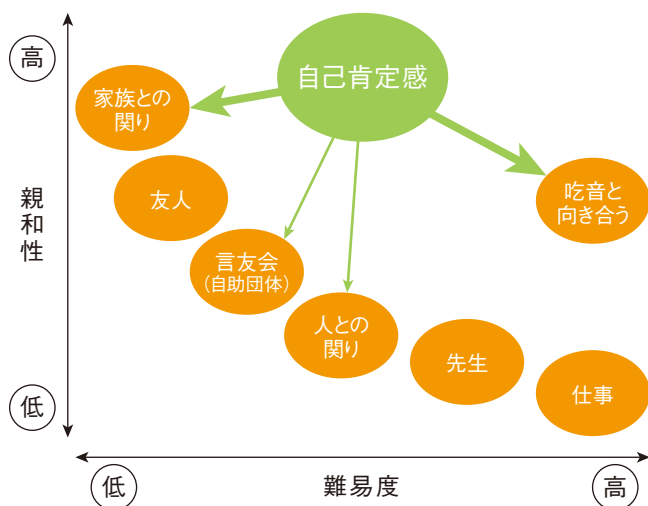 高
自己肯定感
家族との
関り
友人
吃音と
向き合う
親和性
言友会
(自助団体)
人との
関り
先生
仕事
低
低
難易度
高